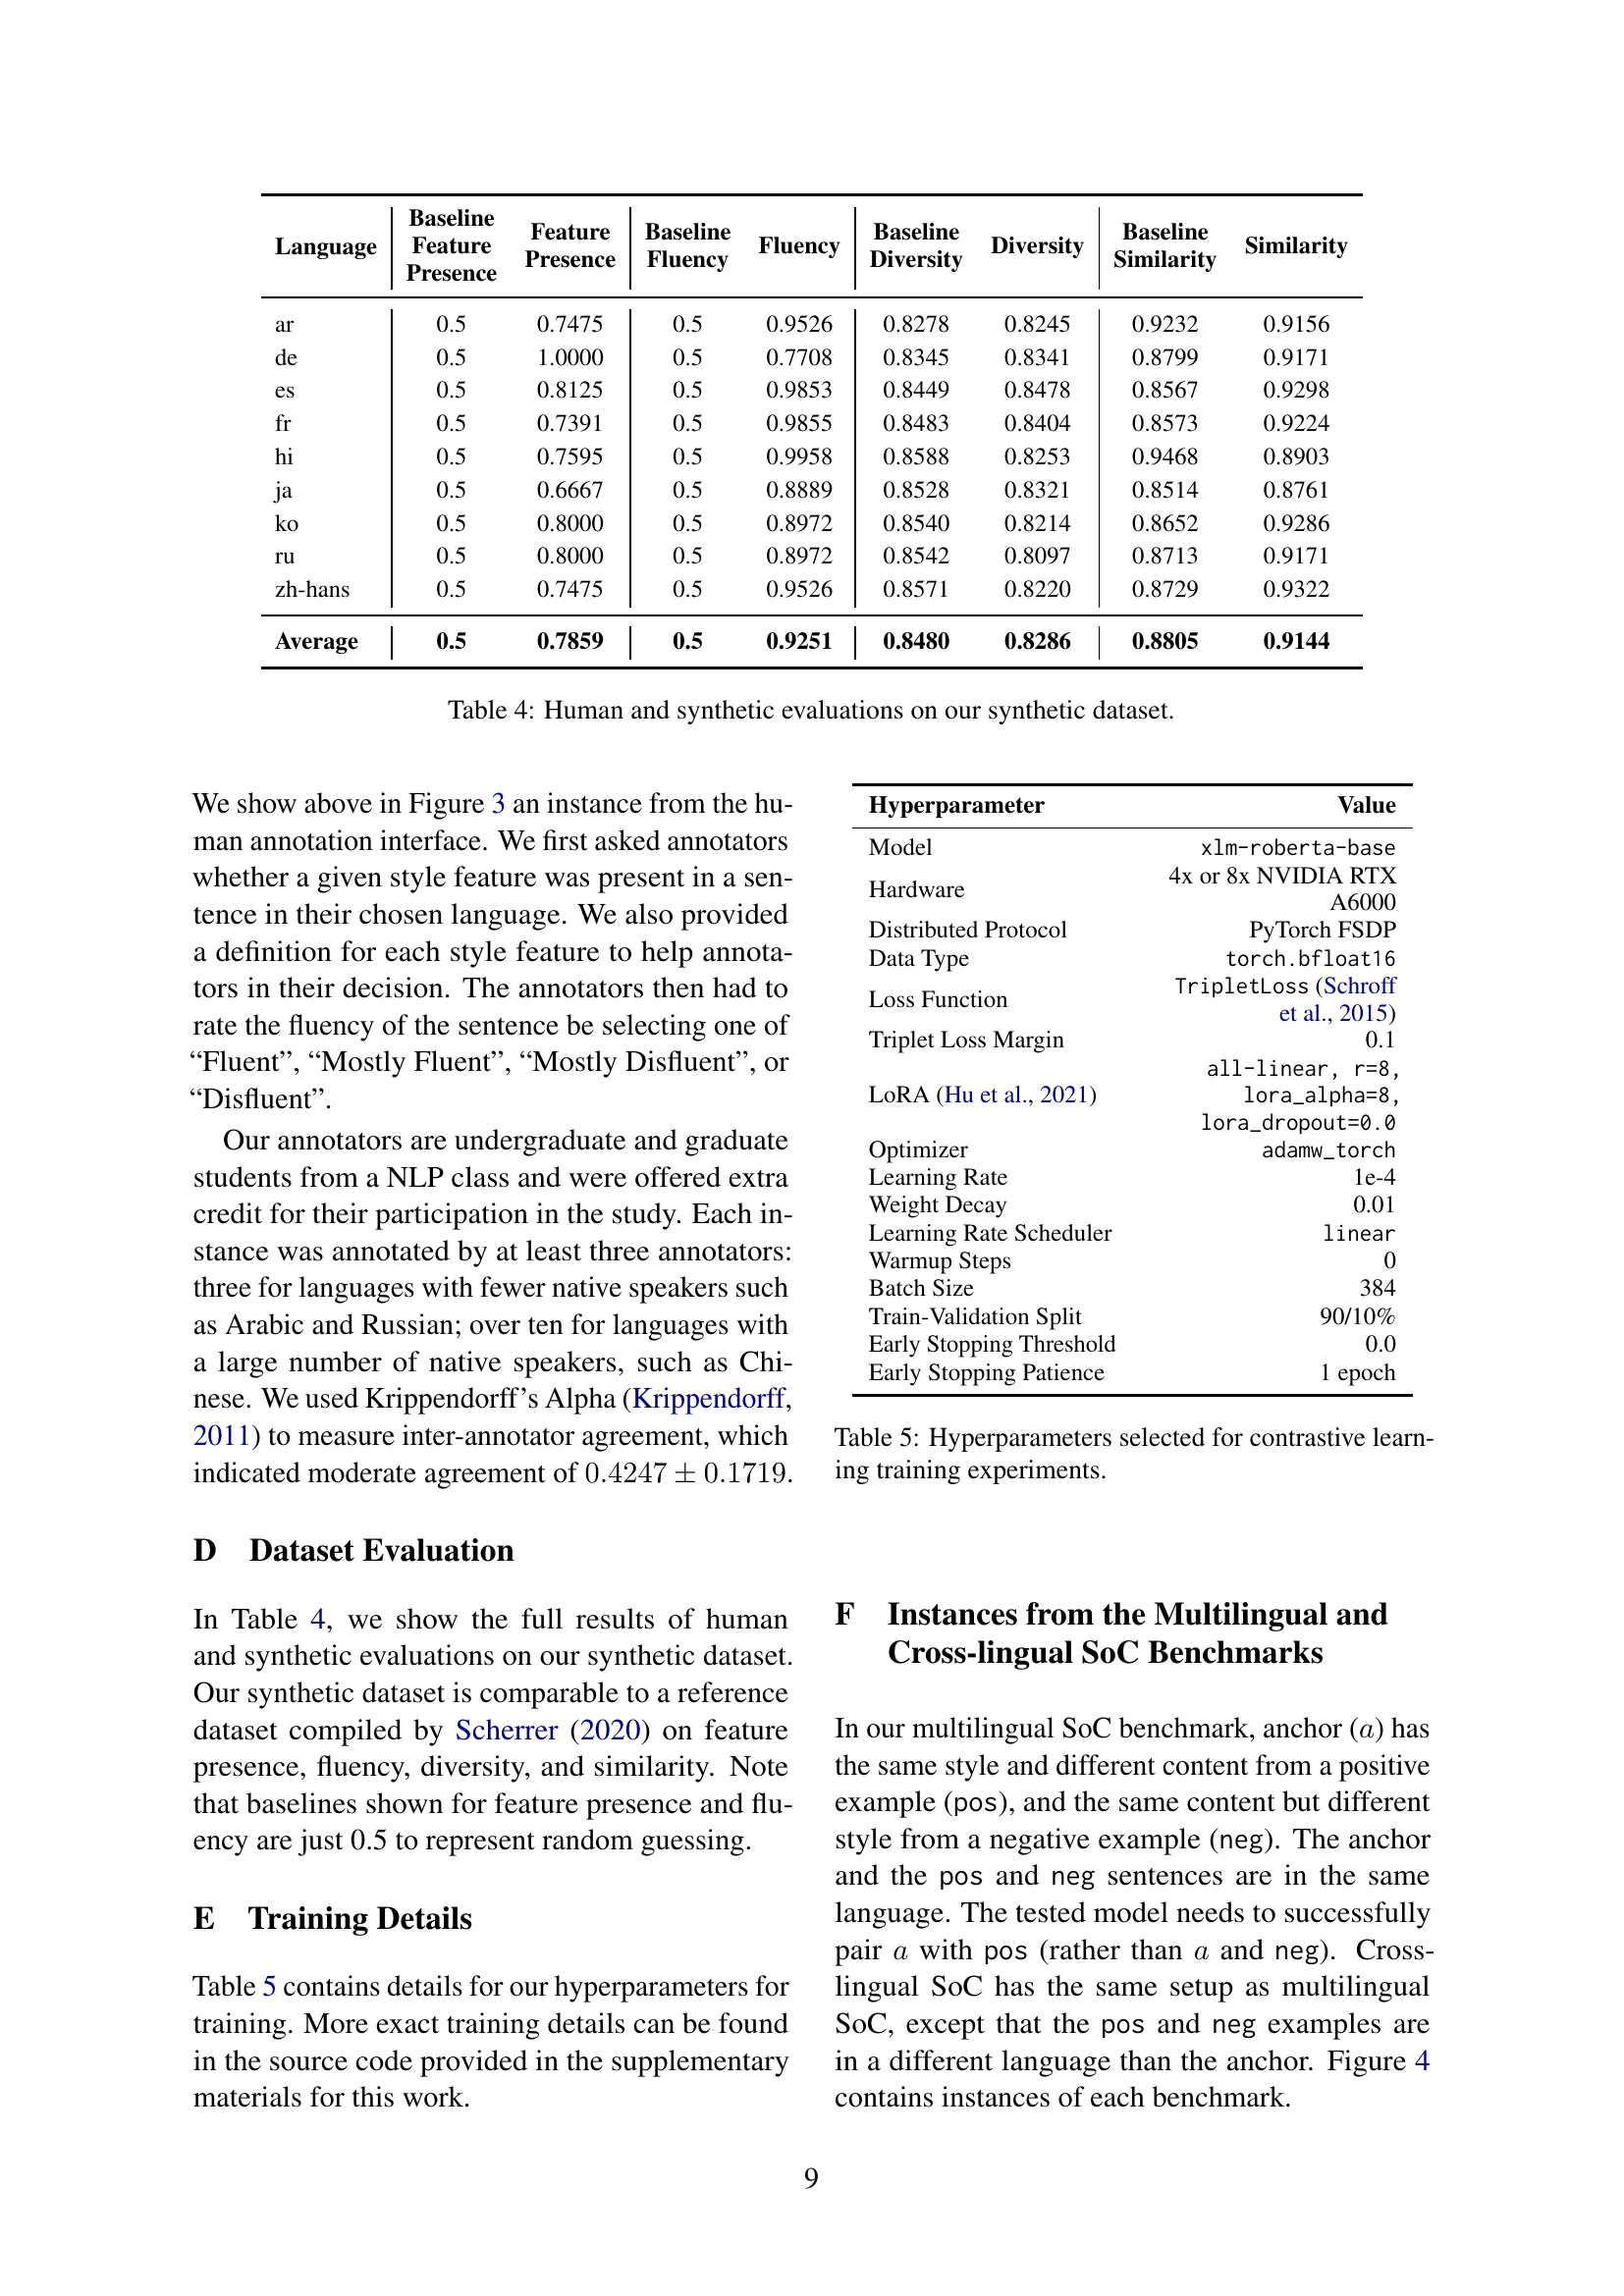 Language | Baseline Feature Presence | Feature Presence | Baseline Fluency | Fluency | Baseline Diversity | Diversity | Baseline Similarity | Similarity
ar 0.5 0.7475 0.5 0.9526 0.8278 0.8245 0.9232 0.9156
de 0.5 1.0000 0.5 0.7708 0.8345 0.8341 0.8799 0.9171
es 0.5 0.8125 0.5 0.9853 0.8449 0.8478 0.8567 0.9298
fr 0.5 0.7391 0.5 0.9855 0.8483 0.8404 0.8573 0.9224
hi 0.5 0.7595 0.5 0.9958 0.8588 0.8253 0.9468 0.8903
ja 0.5 0.6667 0.5 0.8889 0.8528 0.8321 0.8514 0.8761
ko 0.5 0.8000 0.5 0.8972 0.8540 0.8214 0.8652 0.9286
ru 0.5 0.8000 0.5 0.8972 0.8542 0.8097 0.8713 0.9171
zh-hans 0.5 0.7475 0.5 0.9526 0.8571 0.8220 0.8729 0.9322
Average 0.5 0.7859 0.5 0.9251 0.8480 0.8286 0.8805 0.9144
Table 4: Human and synthetic evaluations on our synthetic dataset.
We show above in Figure 3 an instance from the hu-
man annotation interface. We first asked annotators
whether a given style feature was present in a sen-
tence in their chosen language. We also provided
a definition for each style feature to help annota-
tors in their decision. The annotators then had to
rate the fluency of the sentence be selecting one of
“Fluent”, “Mostly Fluent”, “Mostly Disfluent”, or
“Disfluent”.
Our annotators are undergraduate and graduate
students from a NLP class and were offered extra
credit for their participation in the study. Each in-
stance was annotated by at least three annotators:
three for languages with fewer native speakers such
as Arabic and Russian; over ten for languages with
a large number of native speakers, such as Chi-
nese. We used Krippendorff’s Alpha (Krippendorff,
2011) to measure inter-annotator agreement, which
indicated moderate agreement of 0.4247 ± 0.1719.
D Dataset Evaluation
In Table 4, we show the full results of human
and synthetic evaluations on our synthetic dataset.
Our synthetic dataset is comparable to a reference
dataset compiled by Scherrer (2020) on feature
presence, fluency, diversity, and similarity. Note
that baselines shown for feature presence and flu-
ency are just 0.5 to represent random guessing.
E Training Details
Table 5 contains details for our hyperparameters for
training. More exact training details can be found
in the source code provided in the supplementary
materials for this work.
Hyperparameter Value
Model xlm-roberta-base
Hardware 4x or 8x NVIDIA RTX
A6000
Distributed Protocol PyTorch FSDP
Data Type torch.bfloat16
Loss Function TripletLoss (Schroff
et al., 2015)
Triplet Loss Margin 0.1
LoRA (Hu et al., 2021) all-linear, r=8,
lora_alpha=8,
lora_dropout=0.0
Optimizer adamw_torch
Learning Rate 1e-4
Weight Decay 0.01
Learning Rate Scheduler linear
Warmup Steps 0
Batch Size 384
Train-Validation Split 90/10%
Early Stopping Threshold 0.0
Early Stopping Patience 1 epoch
Table 5: Hyperparameters selected for contrastive learn-
ing training experiments.
F Instances from the Multilingual and
Cross-lingual SoC Benchmarks
In our multilingual SoC benchmark, anchor (a) has
the same style and different content from a positive
example (pos), and the same content but different
style from a negative example (neg). The anchor
and the pos and neg sentences are in the same
language. The tested model needs to successfully
pair a with pos (rather than a and neg). Cross-
lingual SoC has the same setup as multilingual
SoC, except that the pos and neg examples are
in a different language than the anchor. Figure 4
contains instances of each benchmark.
9